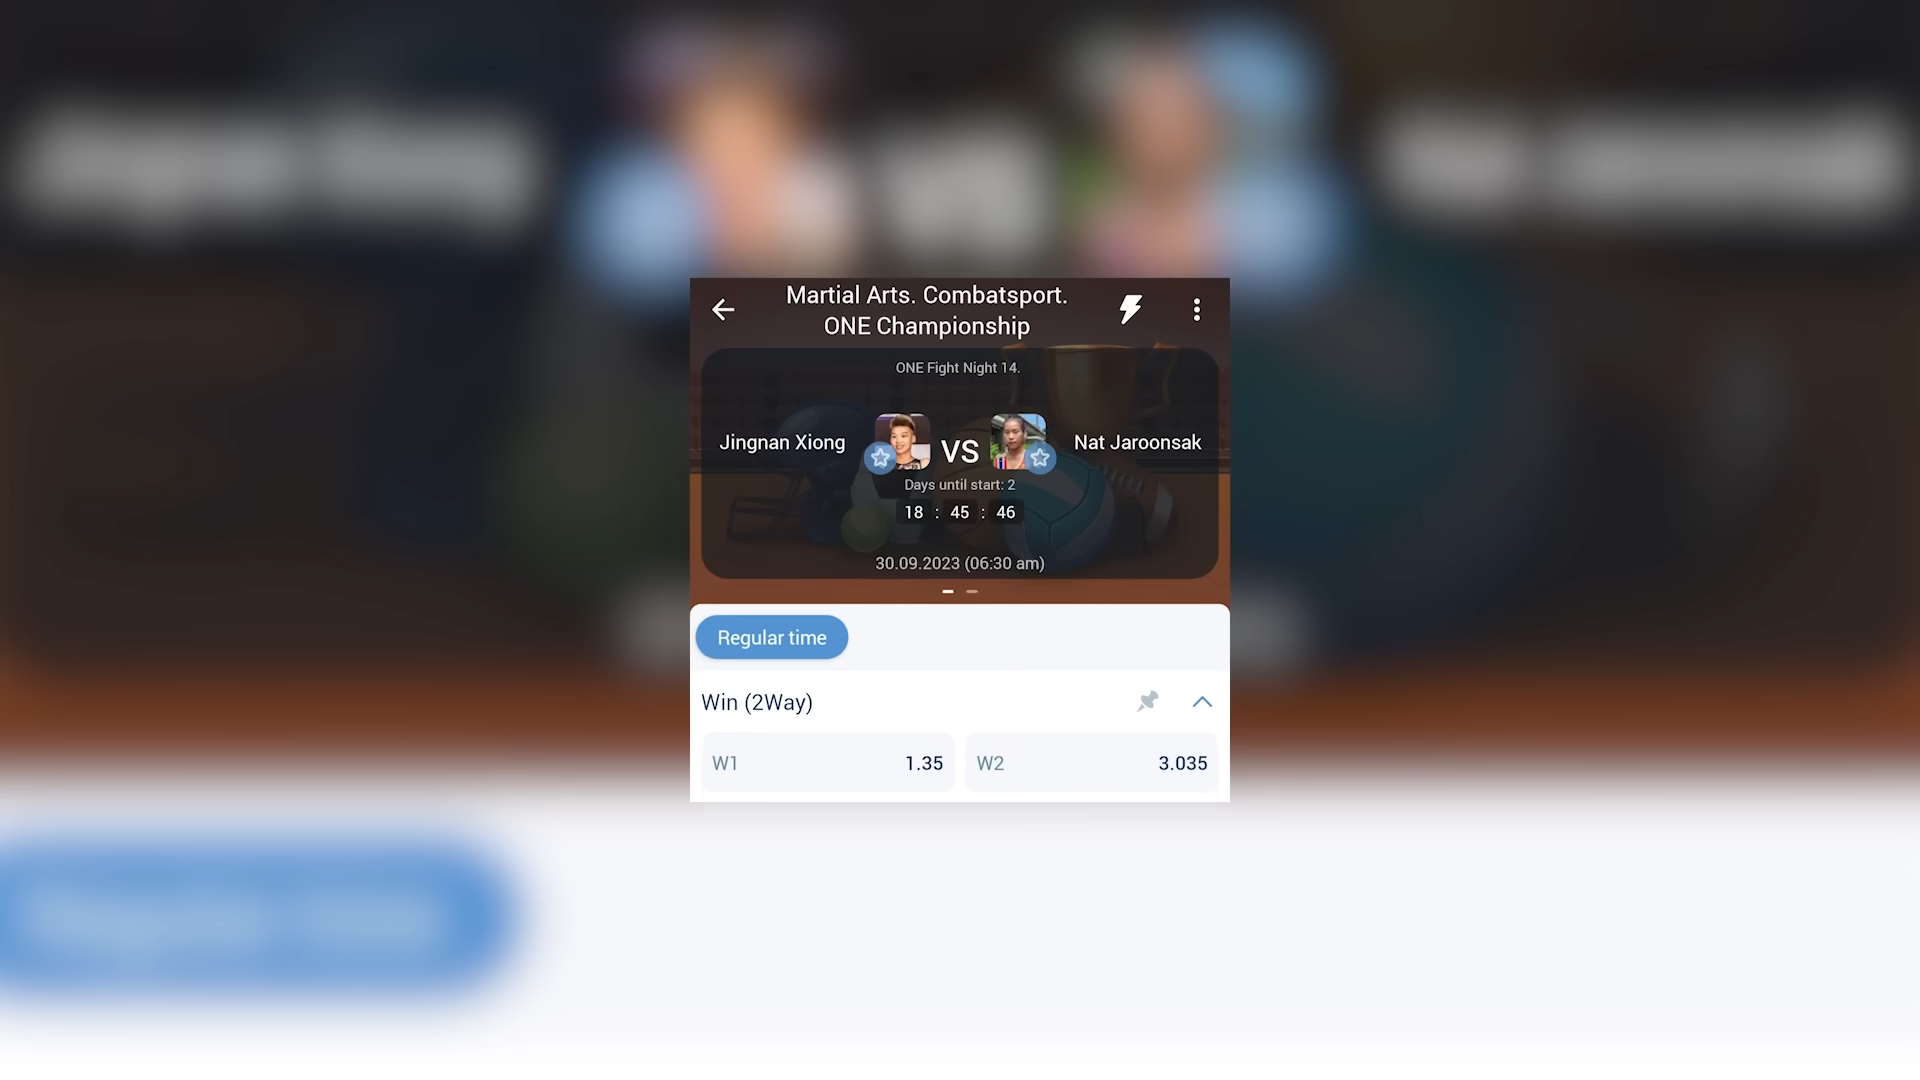 Martial Arts. Combatsport.
ONE Championship
ONE Fight Night 14.
Jingnan Xiong VS Nat Jaroonsak
Days until start: 2
18 : 45 : 46
30.09.2023 (06:30 am)
Regular time
Win (2Way)
W1 1.35 W2 3.035